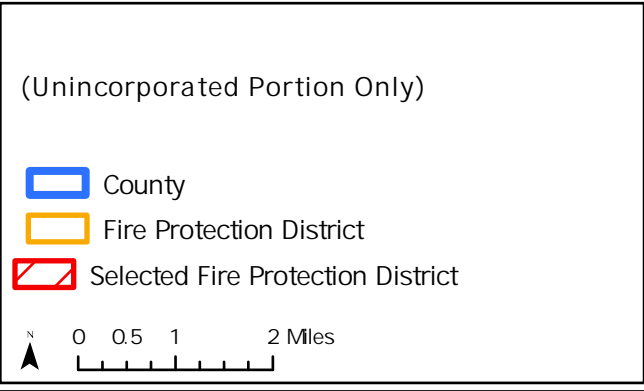 (Unincorporated Portion Only)
County
Fire Protection District
Selected Fire Protection District
N
0 0.5 1 2 Miles